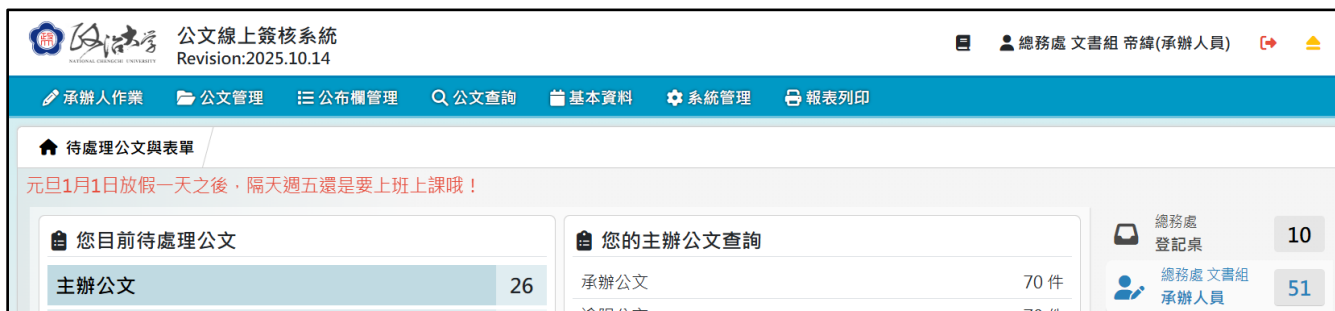 政治大學
NATIONAL CHENGCHI UNIVERSITY
公文線上簽核系統
Revision:2025.10.14
總務處 文書組 帝緯(承辦人員)
承辦人作業 公文管理 公布欄管理 公文查詢 基本資料 系統管理 報表列印
待處理公文與表單
元旦1月1日放假一天之後，隔天週五還是要上班上課哦！
您目前待處理公文
主辦公文 26
您的主辦公文查詢
承辦公文 70 件
總務處
登記桌 10
總務處 文書組
承辦人員 51